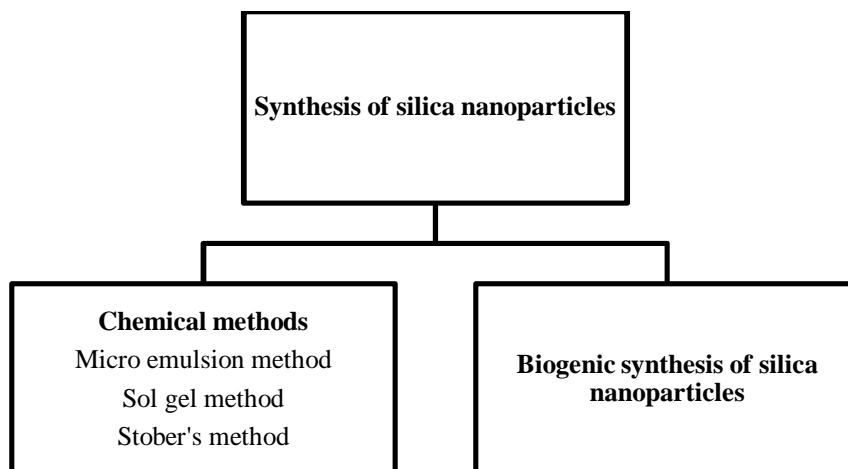 Synthesis of silica nanoparticles
Chemical methods
Micro emulsion method
Sol gel method
Stober's method
Biogenic synthesis of silica
nanoparticles